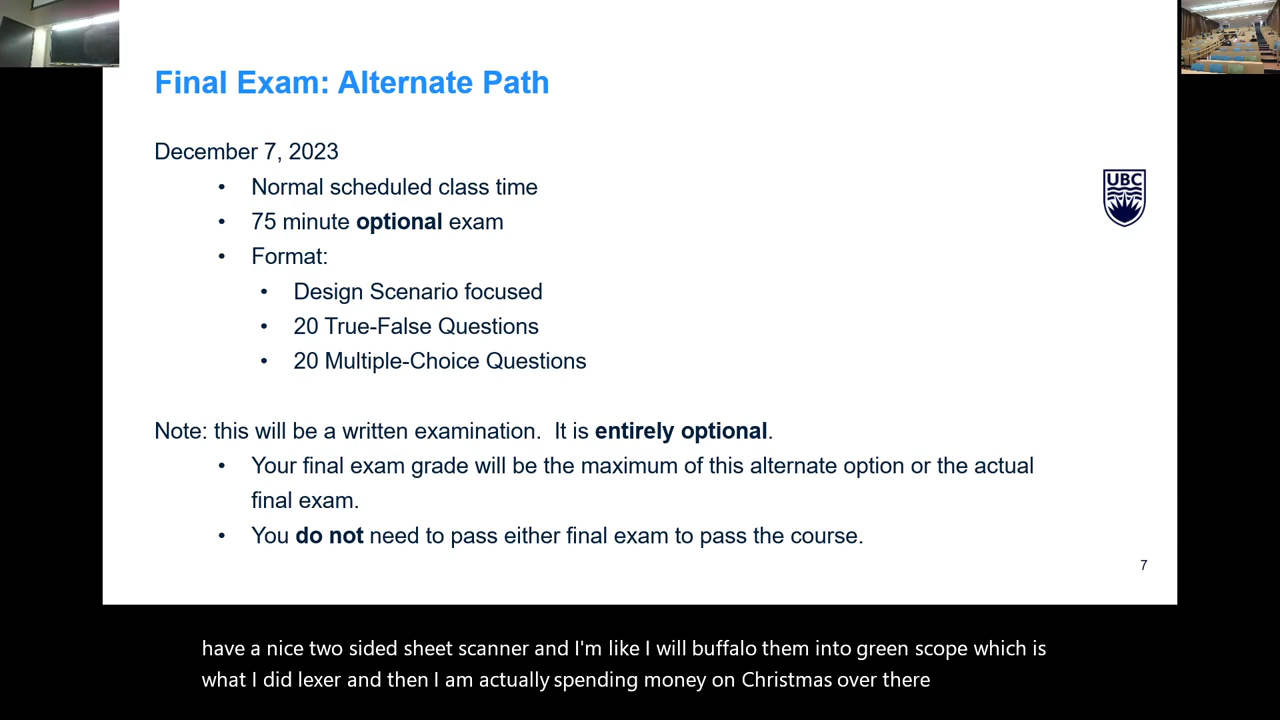 Final Exam: Alternate Path
December 7, 2023
• Normal scheduled class time
• 75 minute optional exam
• Format:
• Design Scenario focused
• 20 True-False Questions
• 20 Multiple-Choice Questions
UBC
Note: this will be a written examination.  It is entirely optional.
• Your final exam grade will be the maximum of this alternate option or the actual
final exam.
• You do not need to pass either final exam to pass the course.
7
have a nice two sided sheet scanner and I'm like I will buffalo them into green scope which is
what I did lexer and then I am actually spending money on Christmas over there